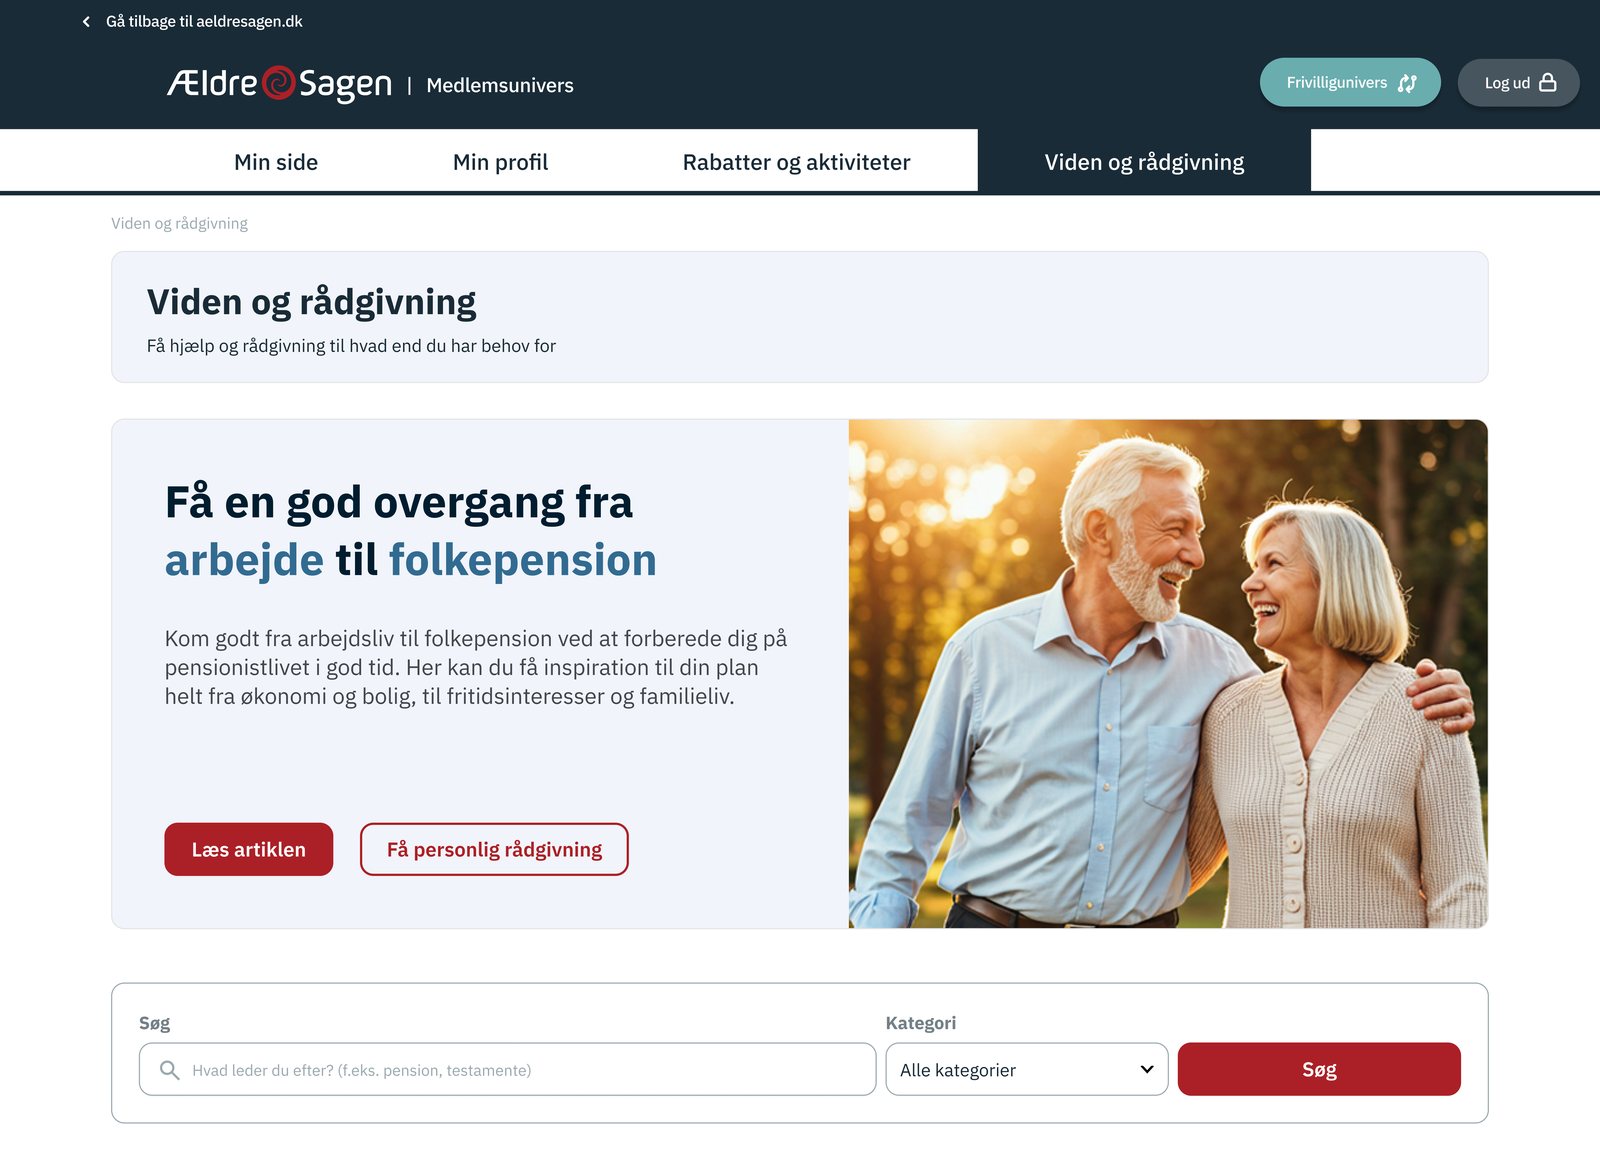 Gå tilbage til aeldresagen.dk
Ældre Sagen | Medlemsunivers
Frivilligunivers
Log ud
Min side
Min profil
Rabatter og aktiviteter
Viden og rådgivning
Viden og rådgivning
Viden og rådgivning
Få hjælp og rådgivning til hvad end du har behov for
Få en god overgang fra
arbejde til folkepension
Kom godt fra arbejdsliv til folkepension ved at forberede dig på
pensionistlivet i god tid. Her kan du få inspiration til din plan
helt fra økonomi og bolig, til fritidsinteresser og familieliv.
Læs artiklen
Få personlig rådgivning
Søg
Hvad leder du efter? (f.eks. pension, testamente)
Kategori
Alle kategorier
Søg